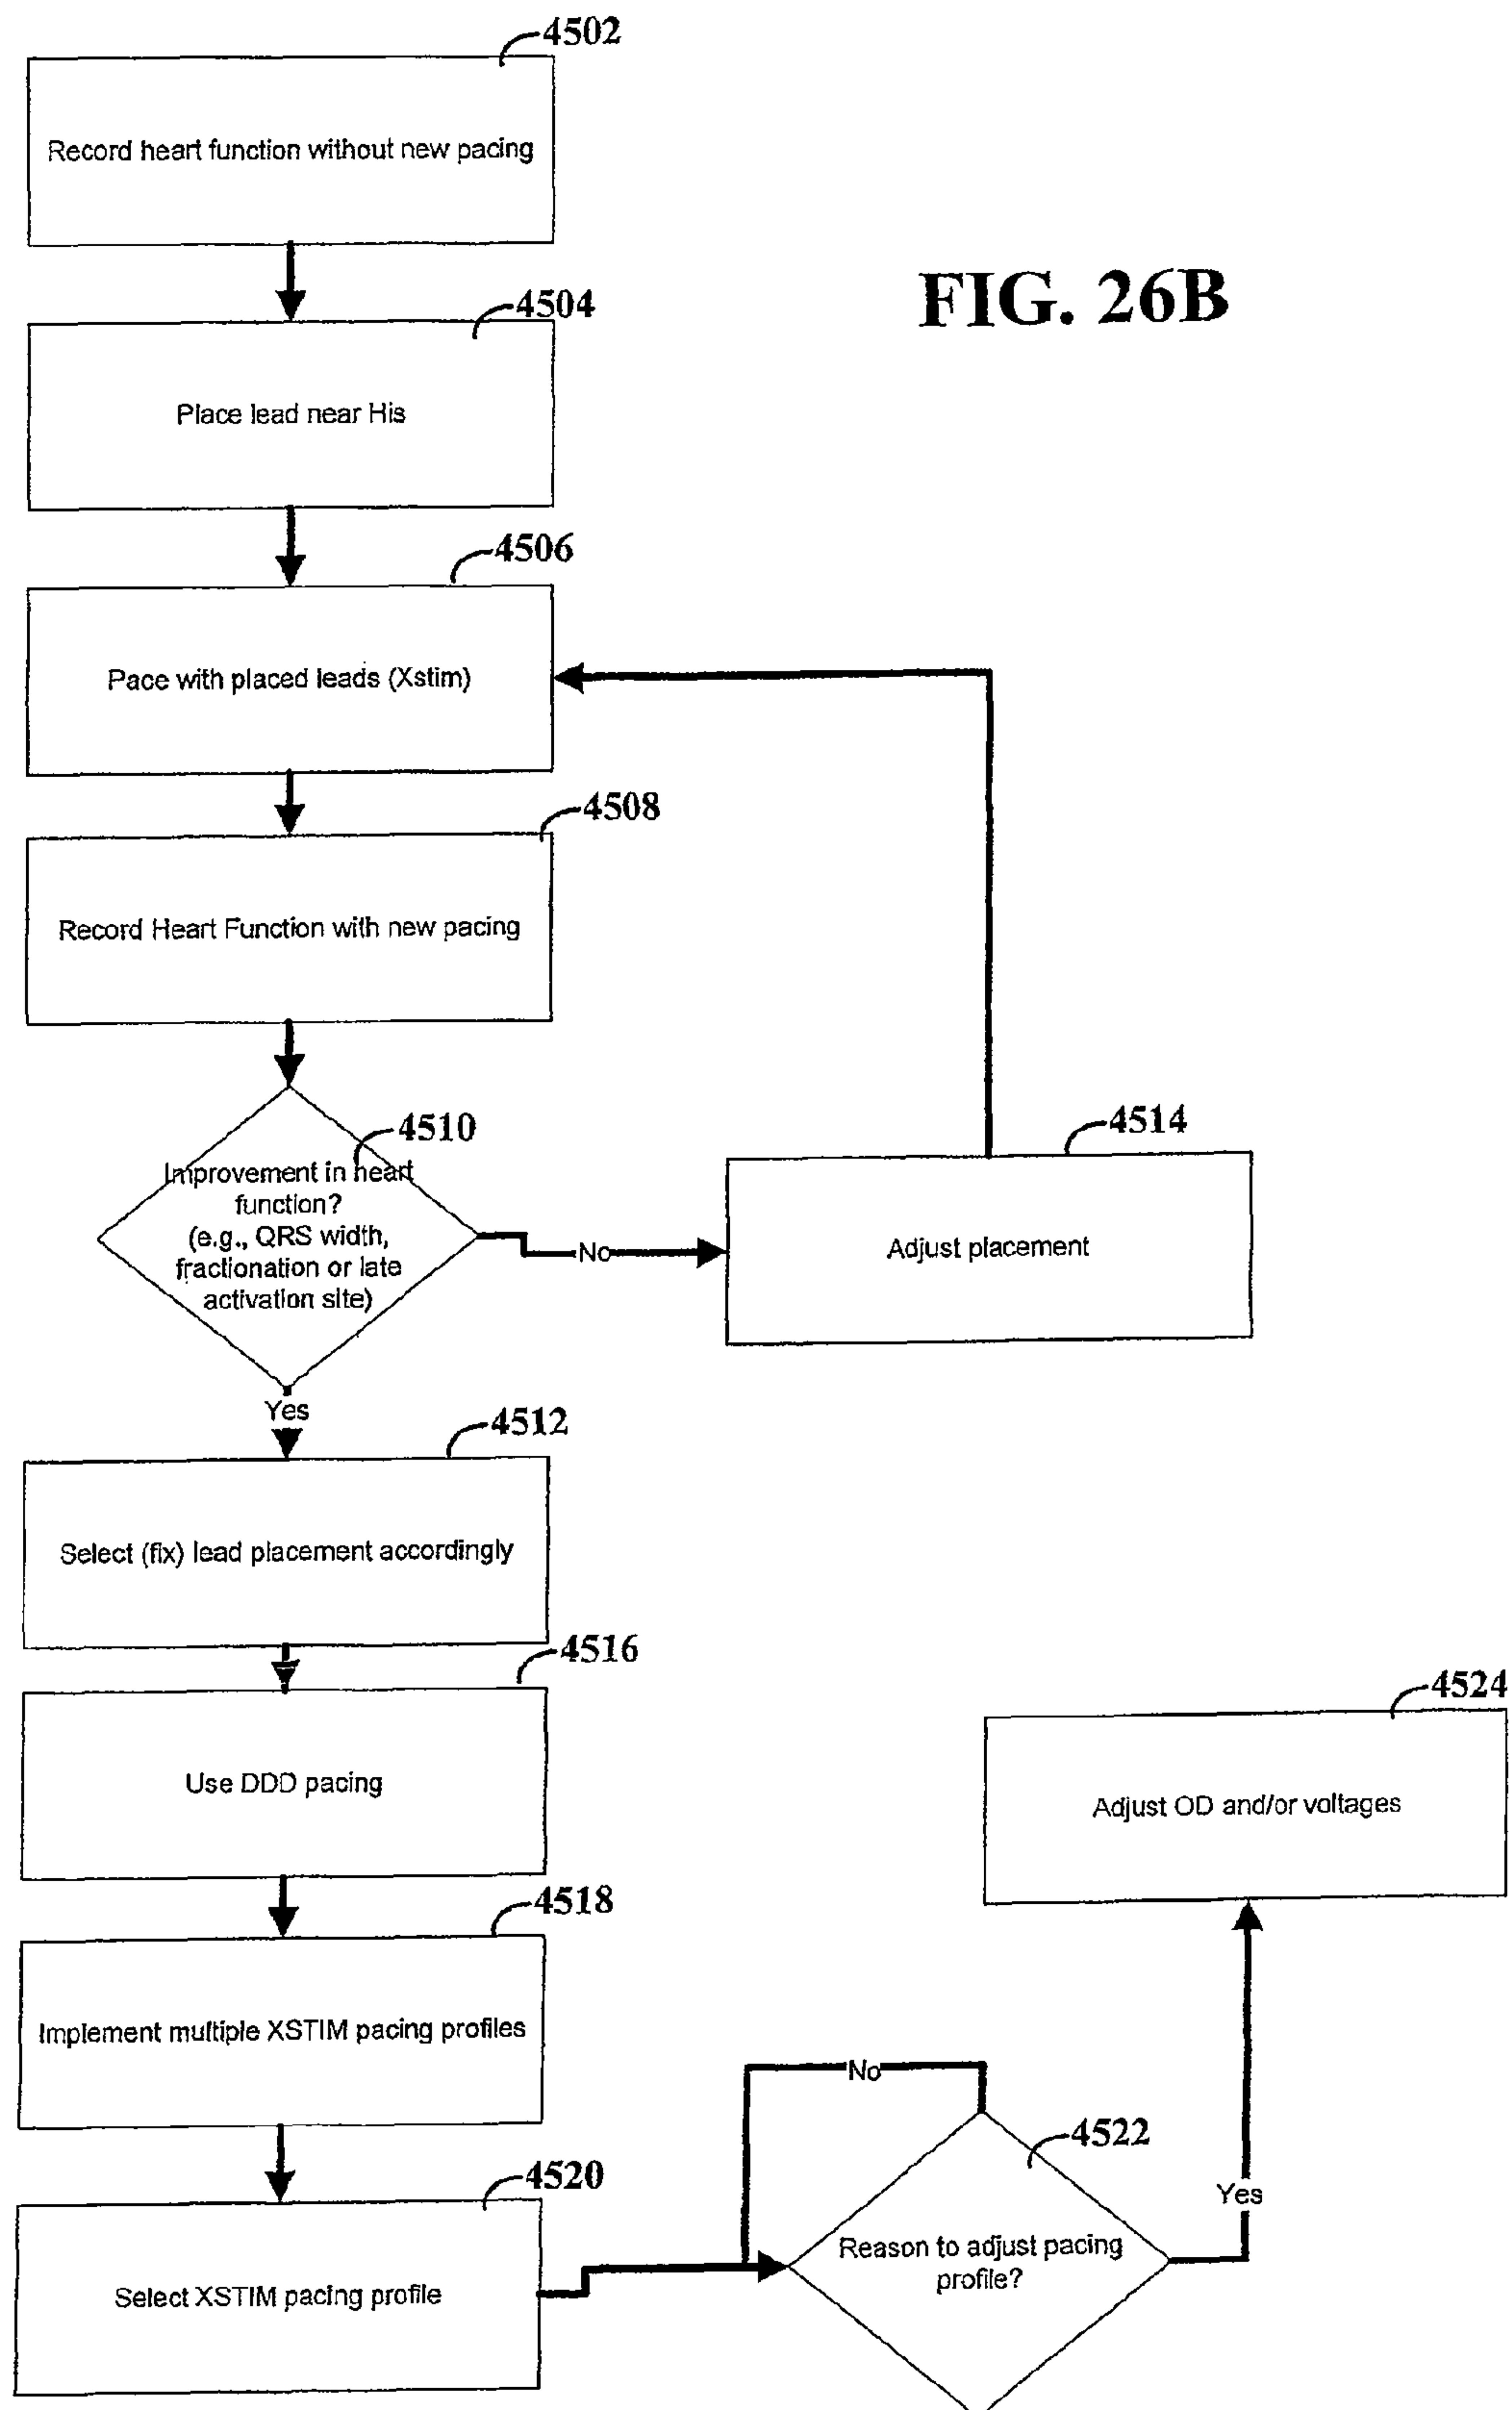 4502
Record heart function without new pacing
FIG. 26B
4504
Place lead near His
4506
Pace with placed leads (Xstim)
4508
Record Heart Function with new pacing
4510
Improvement in heart
function?
(e.g., QRS width,
fractionation or late
activation site)
No
4514
Adjust placement
Yes
4512
Select (fix) lead placement accordingly
4516
Use DDD pacing
4524
Adjust OD and/or voltages
4518
Implement multiple XSTIM pacing profiles
No
4522
Yes
4520
Reason to adjust pacing
profile?
Select XSTIM pacing profile